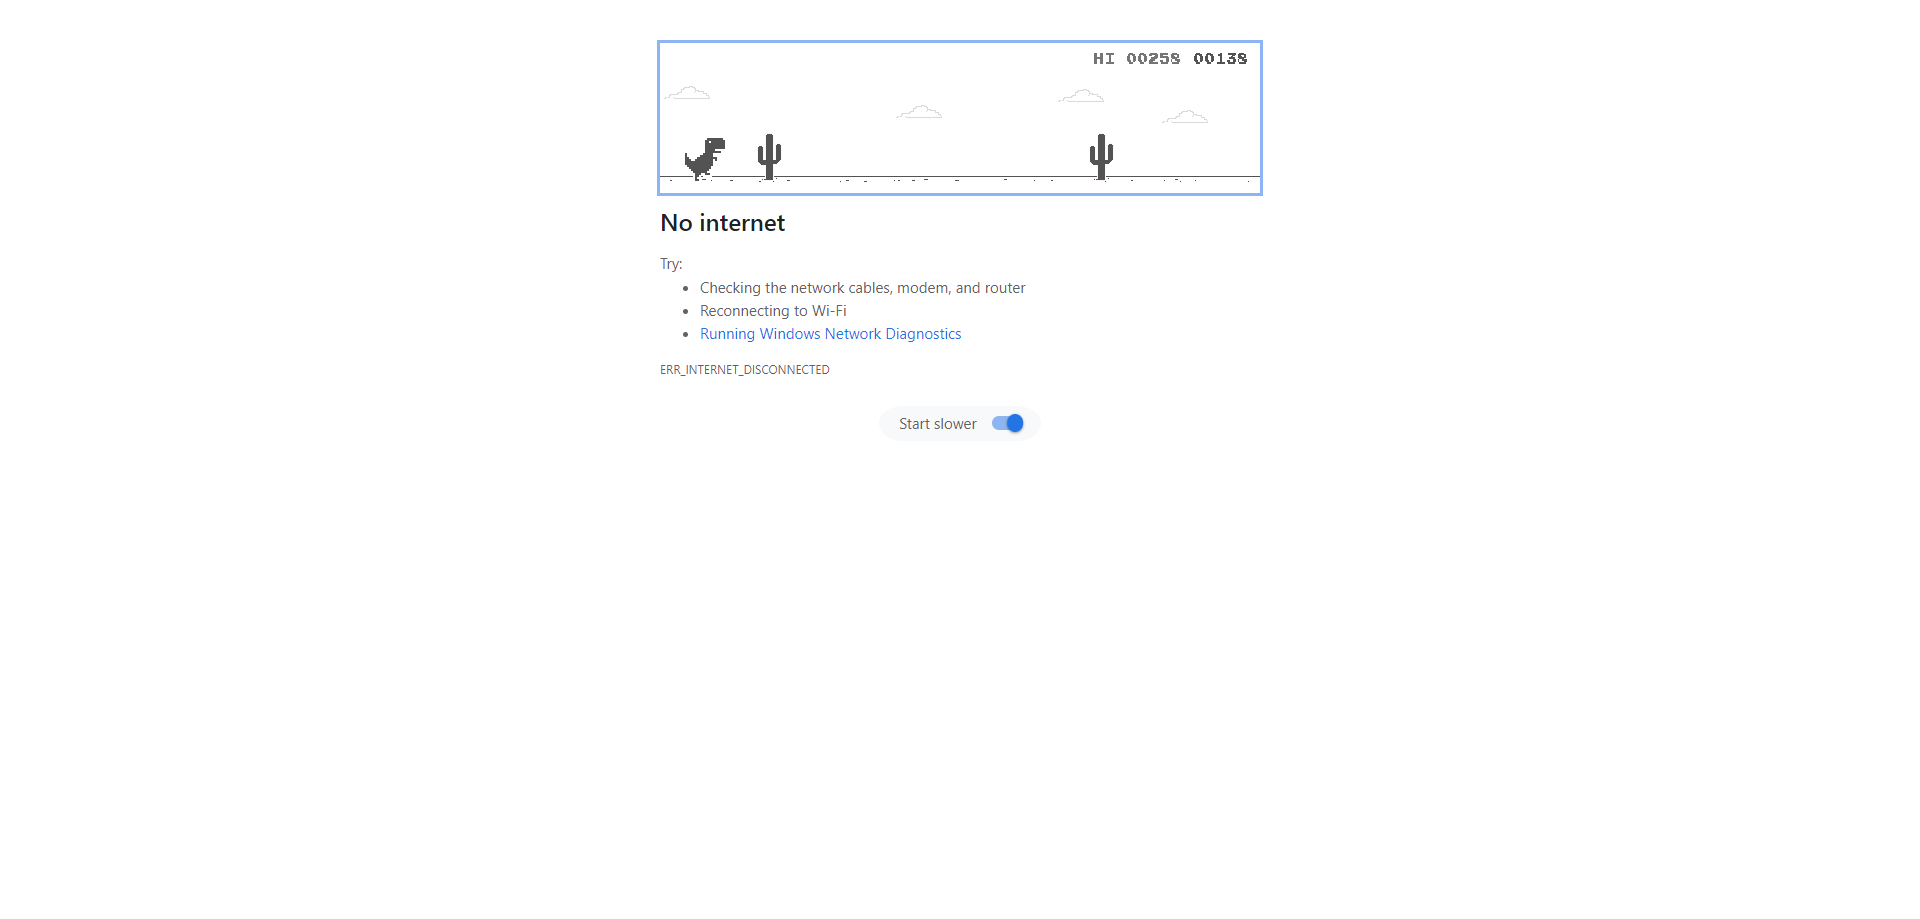 HI 00258 00138
No internet
Try:
Checking the network cables, modem, and router
Reconnecting to Wi-Fi
Running Windows Network Diagnostics
ERR_INTERNET_DISCONNECTED
Start slower